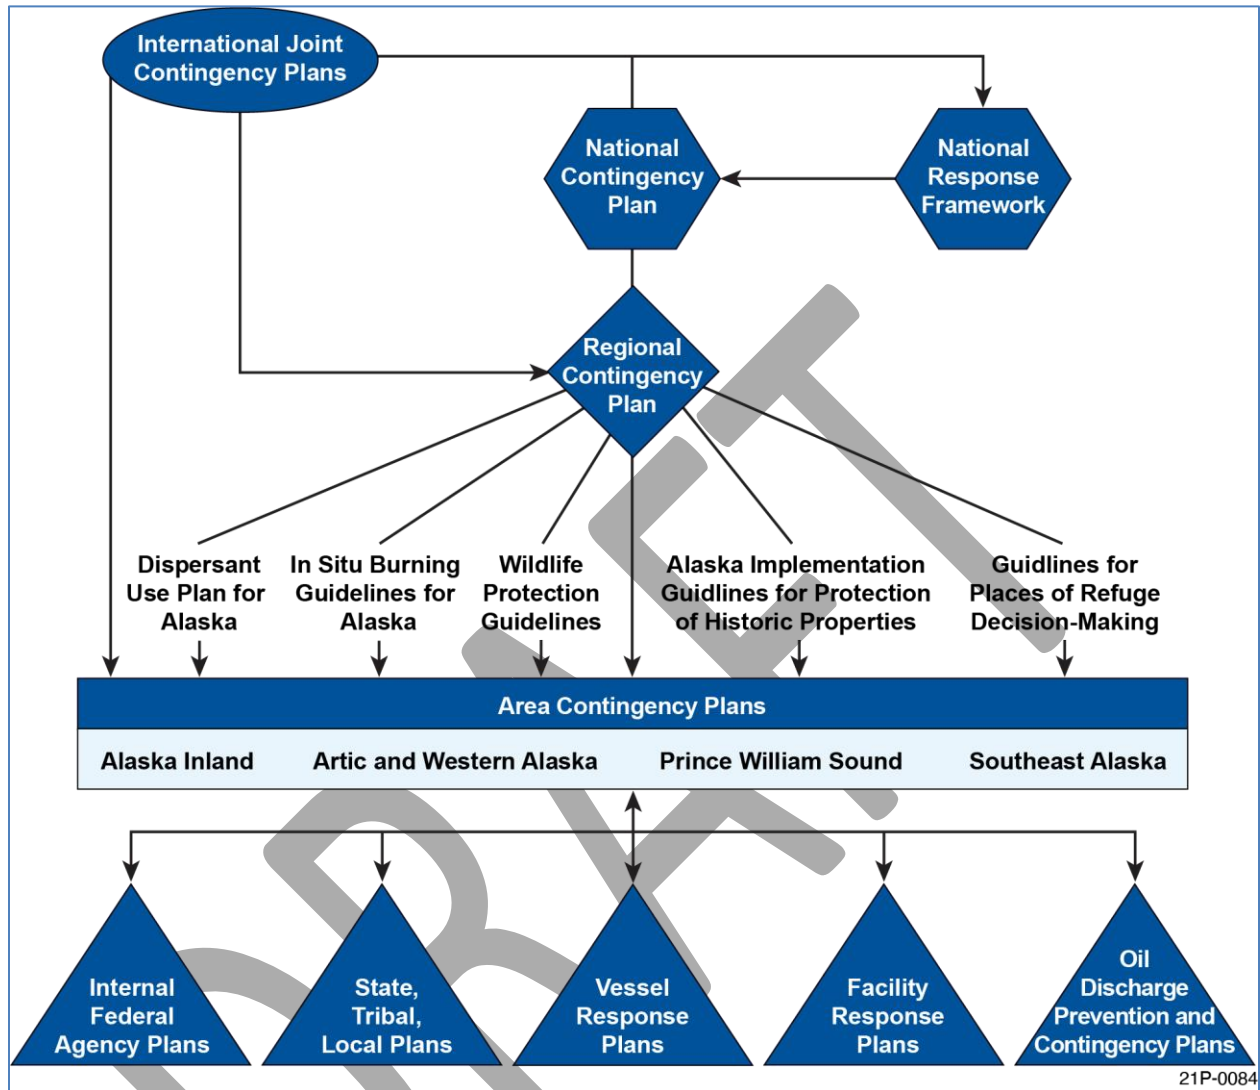 International Joint
Contingency Plans
National
Contingency
Plan
National
Response
Framework
Regional
Contingency
Plan
Dispersant
Use Plan for
Alaska
In Situ Burning
Guidelines for
Alaska
Wildlife
Protection
Guidelines
Alaska Implementation
Guidlines for Protection
of Historic Properties
Guidlines for
Places of Refuge
Decision-Making
Area Contingency Plans
Alaska Inland
Artic and Western Alaska
Prince William Sound
Southeast Alaska
Internal
Federal
Agency Plans
State,
Tribal,
Local Plans
Vessel
Response
Plans
Facility
Response
Plans
Oil
Discharge
Prevention and
Contingency Plans
21P-0084
DRAFT